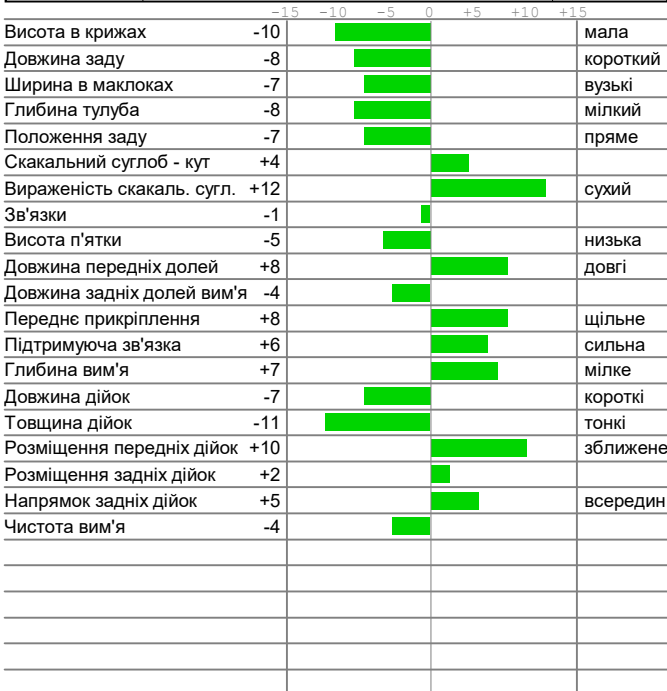 -15 -10 -5 0 +5 +10 +15
Висота в крижах -10 мала
Довжина заду -8 короткий
Ширина в маклоках -7 вузькі
Глибина тулуба -8 мілкий
Положення заду -7 пряме
Скакальний суглоб - кут +4
Вираженість скакаль. сугл. +12 сухий
Зв'язки -1
Висота п'ятки -5 низька
Довжина передніх долей +8 довгі
Довжина задніх долей вим'я -4
Переднє прикріплення +8 щільне
Підтримуюча зв'язка +6 сильна
Глибина вим'я +7 мілке
Довжина дійок -7 короткі
Товщина дійок -11 тонкі
Розміщення передніх дійок +10 зближене
Розміщення задніх дійок +2
Напрямок задніх дійок +5 всередин
Чистота вим'я -4